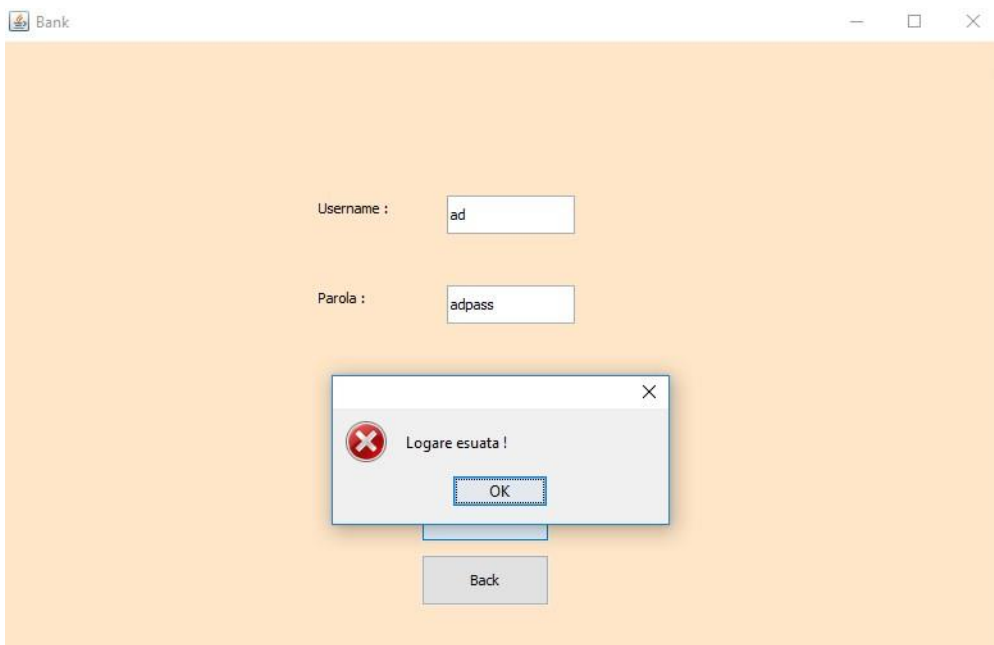 Bank
Username :
ad
Parola :
adpass
Logare esuata !
OK
Back